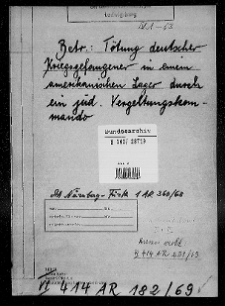 Ludwigsburg
Betr.: Tötung deutscher
Kriegsgefangener in einem
amerikanischen Lager durch
ein jüd. Vergeltungskom-
mando
Bundesarchiv
B 162/
StA Nürnberg-Fürth 1 AR 360/60
VI 414 AR 182/69